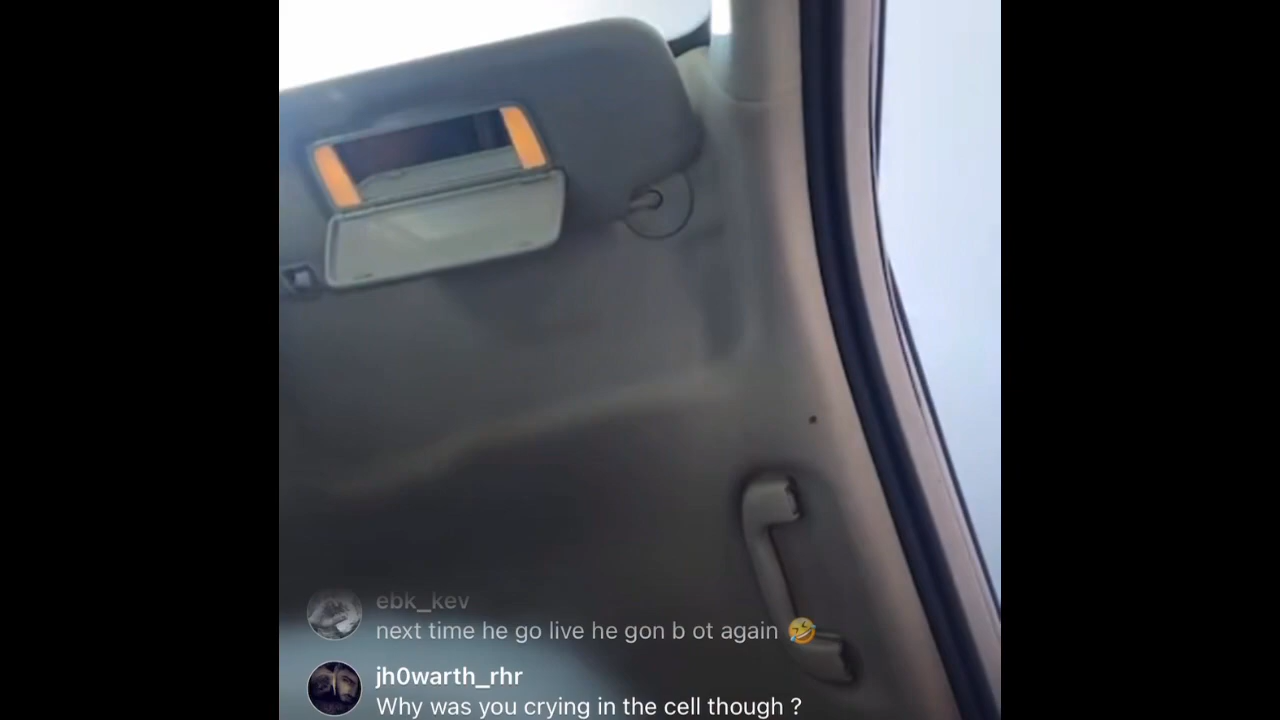 ebk_kev
next time he go live he gon b ot again 🤣
jh0warth_rhr
Why was you crying in the cell though ?